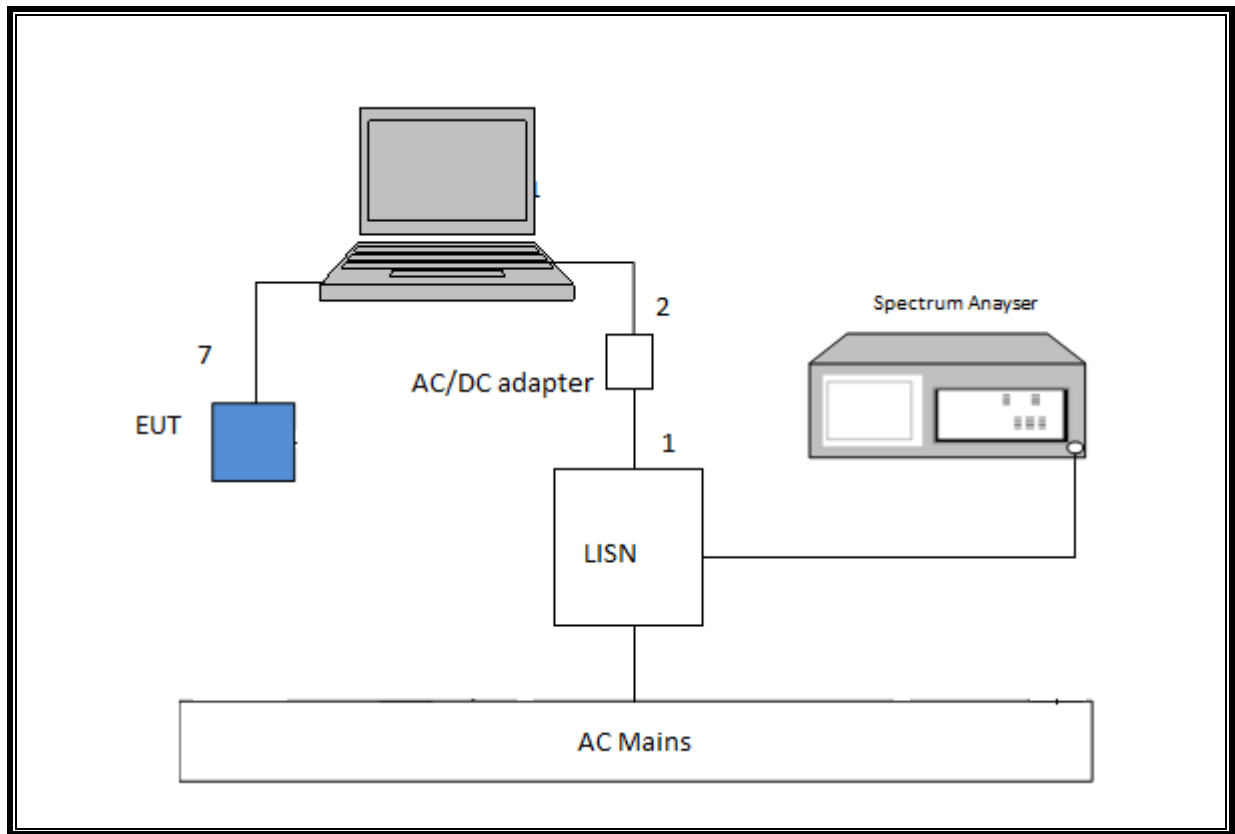 2
Spectrum Anayser
7
AC/DC adapter
EUT
1
LISN
AC Mains